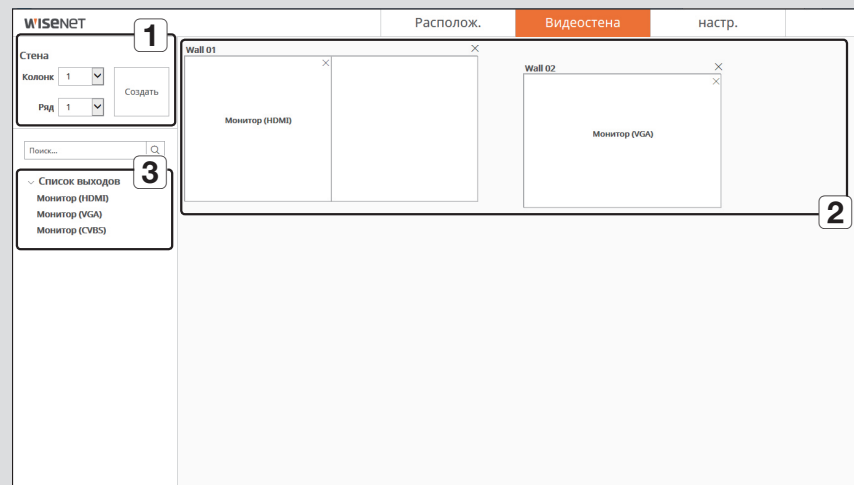 WISENET
Располож.
Видеостена
настр.
1
Стена
Колонк 1
Ряд 1
Создать
Поиск...
3
Список выходов
Монитор (HDMI)
Монитор (VGA)
Монитор (CVBS)
Wall 01
Монитор (HDMI)
Wall 02
Монитор (VGA)
2